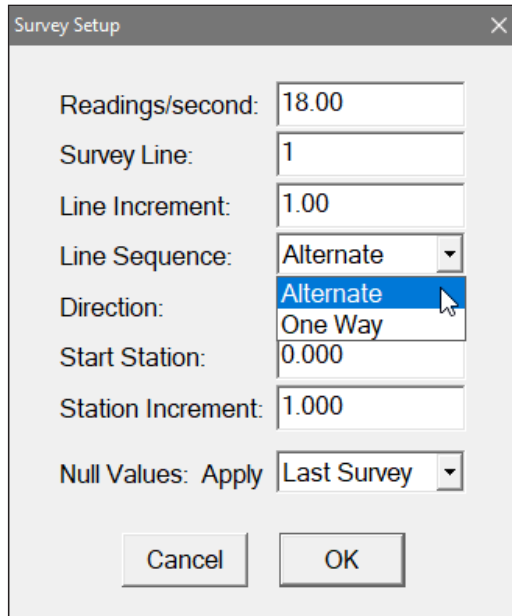 Survey Setup
Readings/second: 18.00
Survey Line: 1
Line Increment: 1.00
Line Sequence: Alternate
Alternate
Direction:
One Way
Start Station: 0.000
Station Increment: 1.000
Null Values: Apply Last Survey
Cancel OK